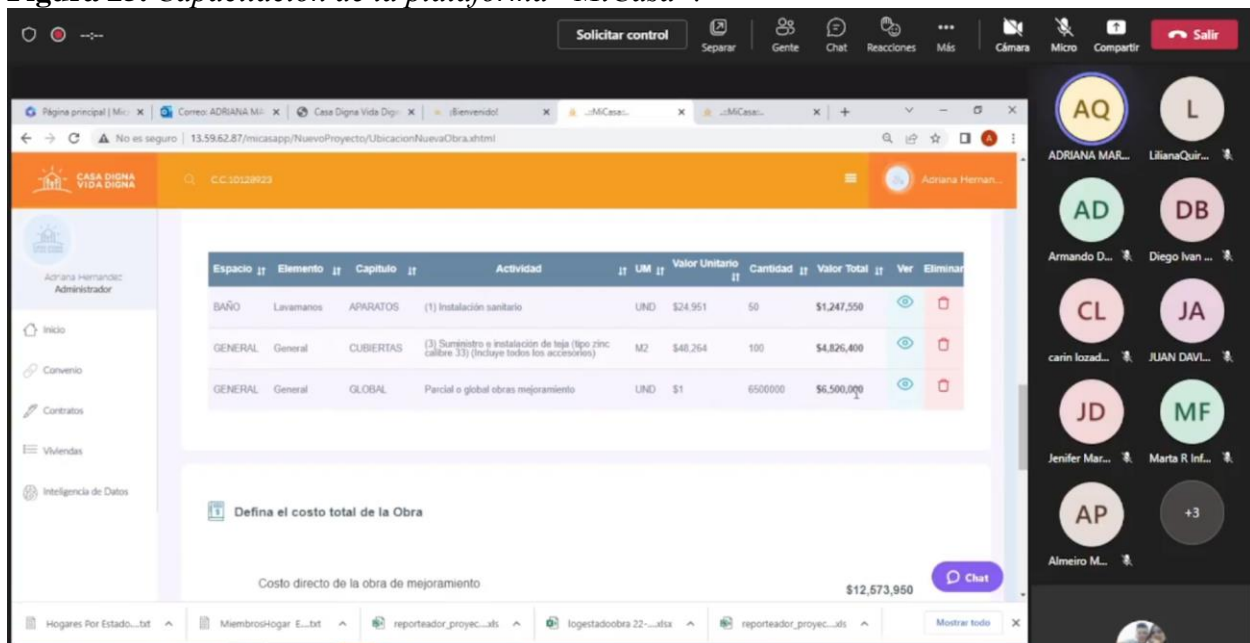 Figura 25. Capacitación de la plataforma "MiCasa".
--:--
Solicitar control
Separar
Gente
Chat
Reacciones
Más
Cámara
Micro
Compartir
Salir
Página principal | Mic
Correo: ADRIANA MA
Casa Digna Vida Dign
¡Bienvenido!
..::MiCasa::..
..::MiCasa::..
No es seguro | 13.59.62.87/micasapp/NuevoProyecto/UbicacionNuevaObra.xhtml
CASA DIGNA
VIDA DIGNA
C.C.10128923
Adriana Hernan...
Adriana Hernandez
Administrador
Inicio
Convenio
Contratos
Viviendas
Inteligencia de Datos
Espacio Elemento Capitulo Actividad UM Valor Unitario Cantidad Valor Total Ver Eliminar
BAÑO Lavamanos APARATOS (1) Instalación sanitario UND $24,951 50 $1,247,550
GENERAL General CUBIERTAS (3) Suministro e instalación de teja (tipo zinc calibre 33) (Incluye todos los accesorios) M2 $48,264 100 $4,826,400
GENERAL General GLOBAL Parcial o global obras mejoramiento UND $1 6500000 $6,500,000
Defina el costo total de la Obra
Costo directo de la obra de mejoramiento
$12,573,950
Chat
Hogares Por Estado....txt
MiembrosHogar E....txt
reporteador_proyec....xls
logestadoobra 22-....xlsx
reporteador_proyec....xls
Mostrar todo
AQ
ADRIANA MAR...
L
LilianaQuir...
AD
Armando D...
DB
Diego Ivan ...
CL
carin lozad...
JA
JUAN DAVI...
JD
Jenifer Mar...
MF
Marta R Inf...
AP
Almeiro M...
+3